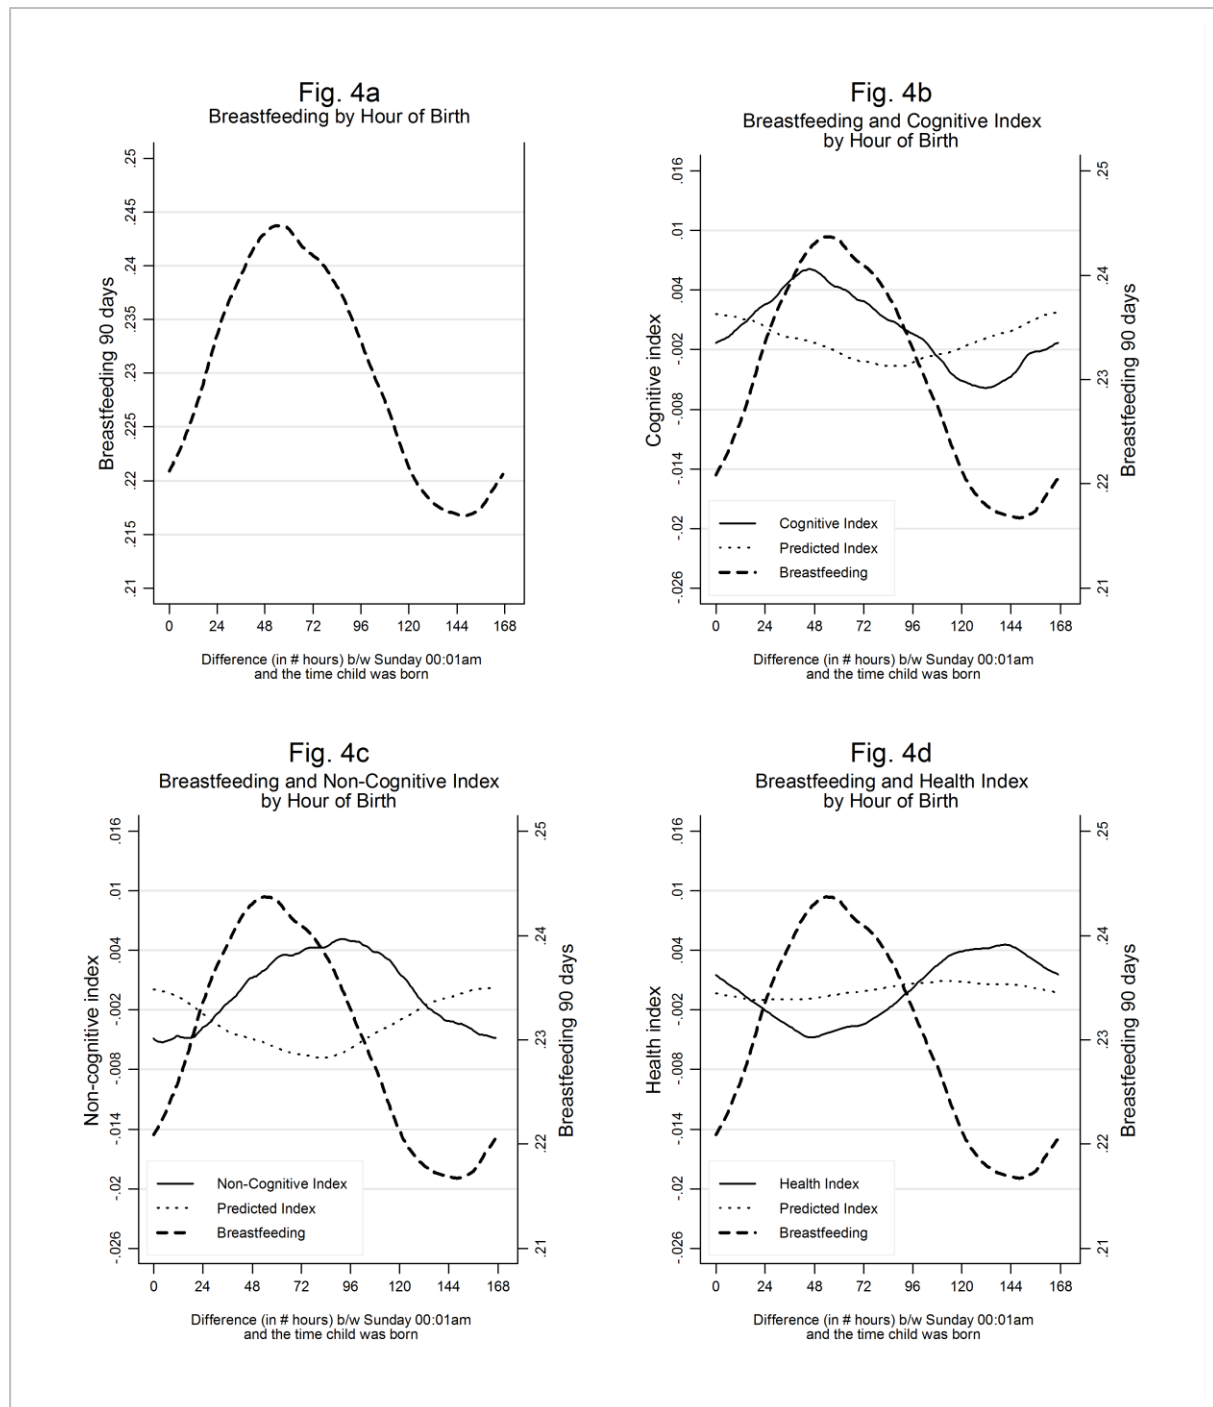 Fig. 4a
Breastfeeding by Hour of Birth
Breastfeeding 90 days
.25
.245
.24
.235
.23
.225
.22
.215
.21
0 24 48 72 96 120 144 168
Difference (in # hours) b/w Sunday 00:01am
and the time child was born
Fig. 4b
Breastfeeding and Cognitive Index
by Hour of Birth
Cognitive index
.016
.01
.004
-.002
-.008
-.014
-.02
-.026
Breastfeeding 90 days
.25
.24
.23
.22
.21
Cognitive Index
Predicted Index
Breastfeeding
0 24 48 72 96 120 144 168
Difference (in # hours) b/w Sunday 00:01am
and the time child was born
Fig. 4c
Breastfeeding and Non-Cognitive Index
by Hour of Birth
Non-cognitive index
.016
.01
.004
-.002
-.008
-.014
-.02
-.026
Breastfeeding 90 days
.25
.24
.23
.22
.21
Non-Cognitive Index
Predicted Index
Breastfeeding
0 24 48 72 96 120 144 168
Difference (in # hours) b/w Sunday 00:01am
and the time child was born
Fig. 4d
Breastfeeding and Health Index
by Hour of Birth
Health index
.016
.01
.004
-.002
-.008
-.014
-.02
-.026
Breastfeeding 90 days
.25
.24
.23
.22
.21
Health Index
Predicted Index
Breastfeeding
0 24 48 72 96 120 144 168
Difference (in # hours) b/w Sunday 00:01am
and the time child was born